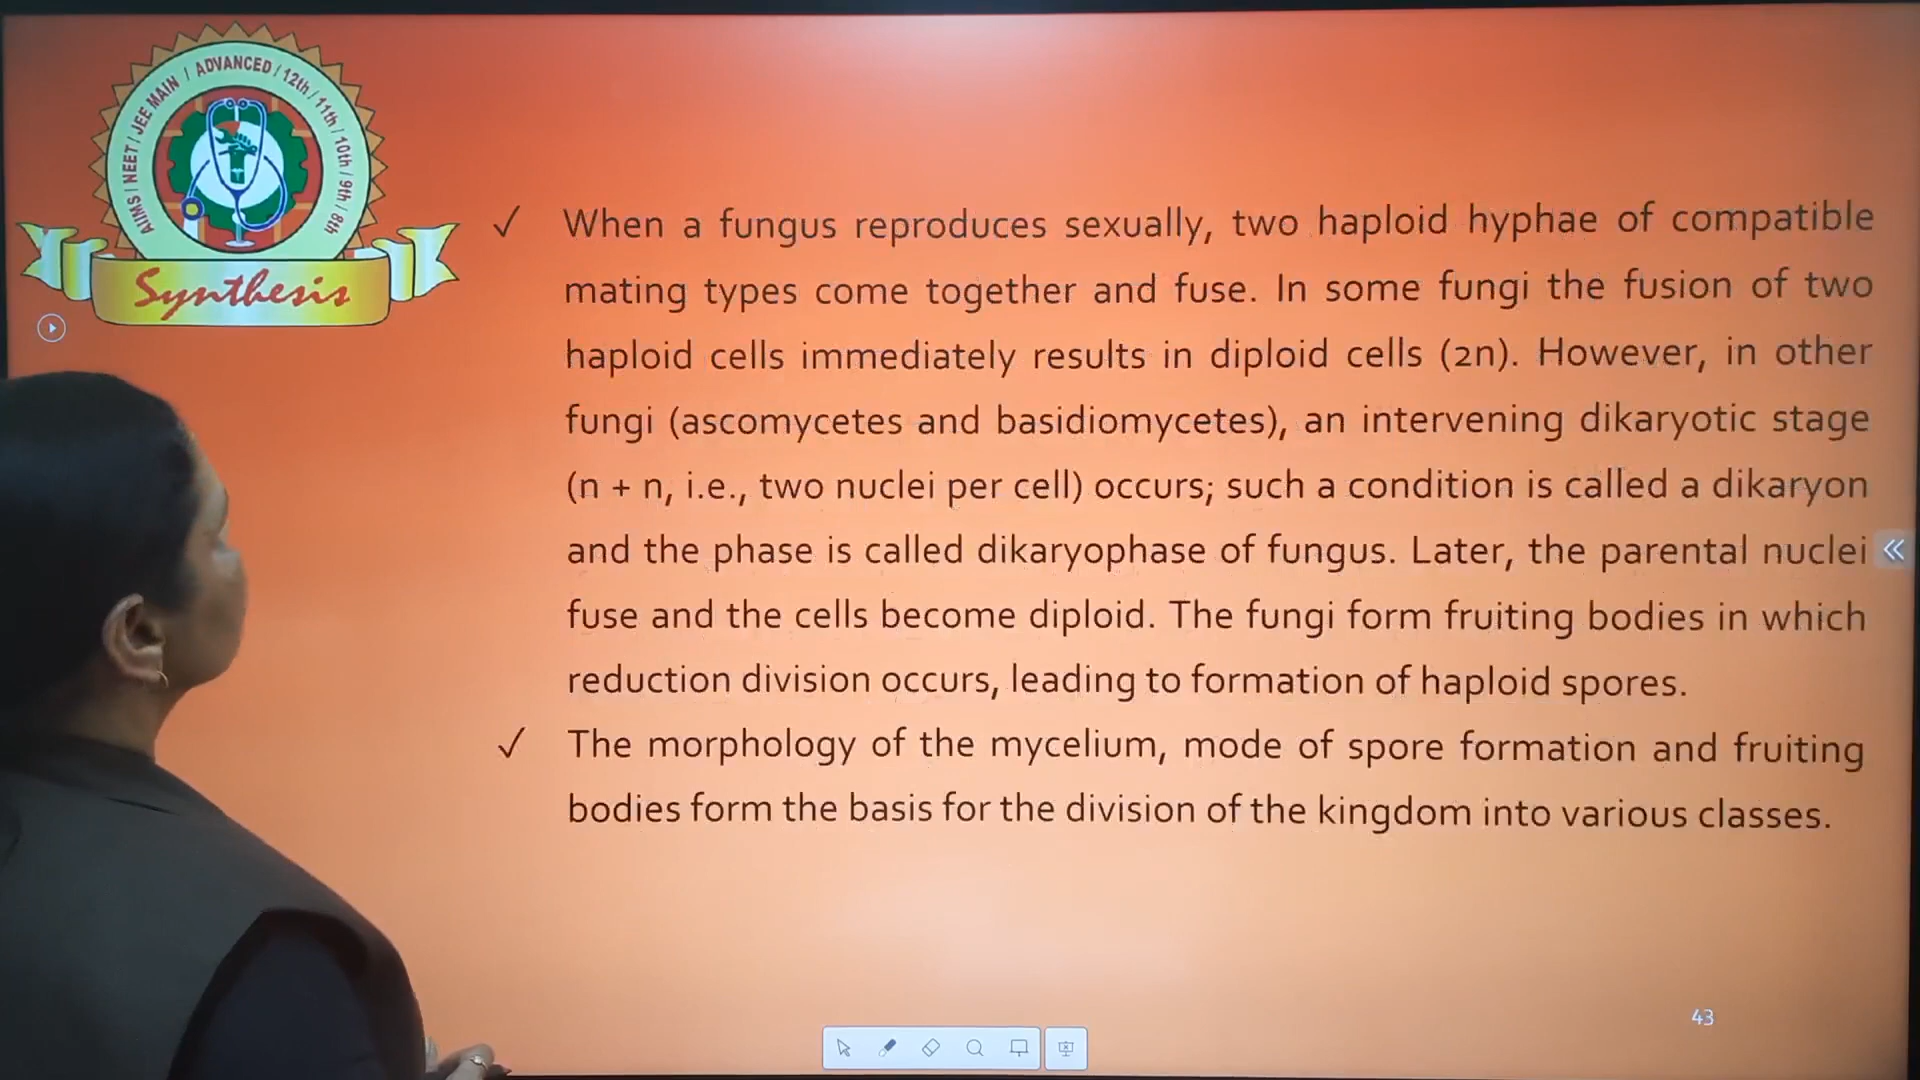 AIIMS / NEET / JEE MAIN / ADVANCED / 12th / 11th / 10th / 9th / 8th
Synthesis
✓ When a fungus reproduces sexually, two haploid hyphae of compatible
mating types come together and fuse. In some fungi the fusion of two
haploid cells immediately results in diploid cells (2n). However, in other
fungi (ascomycetes and basidiomycetes), an intervening dikaryotic stage
(n + n, i.e., two nuclei per cell) occurs; such a condition is called a dikaryon
and the phase is called dikaryophase of fungus. Later, the parental nuclei
fuse and the cells become diploid. The fungi form fruiting bodies in which
reduction division occurs, leading to formation of haploid spores.
✓ The morphology of the mycelium, mode of spore formation and fruiting
bodies form the basis for the division of the kingdom into various classes.
43